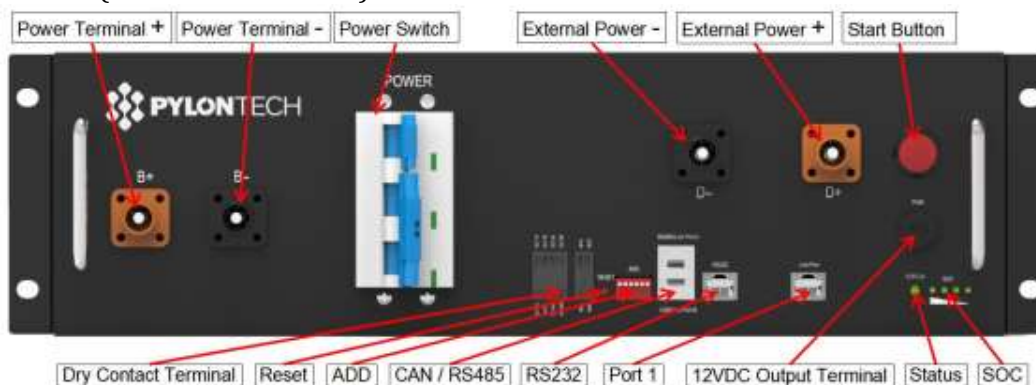 Power Terminal +
Power Terminal -
Power Switch
External Power -
External Power +
Start Button
POWER
PYLONTECH
B+
B-
D-
D+
Dry Contact Terminal
Reset
ADD
CAN / RS485
RS232
Port 1
12VDC Output Terminal
Status
SOC